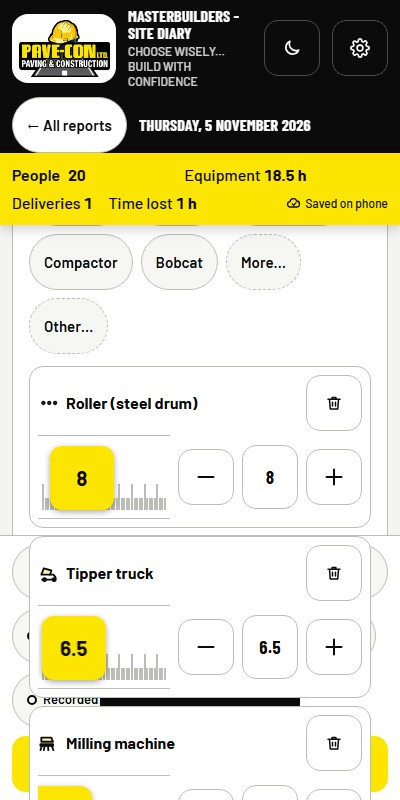 PAVE-CON LTD.
PAVING & CONSTRUCTION
MASTERBUILDERS -
SITE DIARY
CHOOSE WISELY...
BUILD WITH
CONFIDENCE
← All reports
THURSDAY, 5 NOVEMBER 2026
People 20 Equipment 18.5 h
Deliveries 1 Time lost 1 h Saved on phone
Compactor Bobcat More...
Other...
Roller (steel drum)
8 8
Tipper truck
6.5 6.5
Recorded
Milling machine